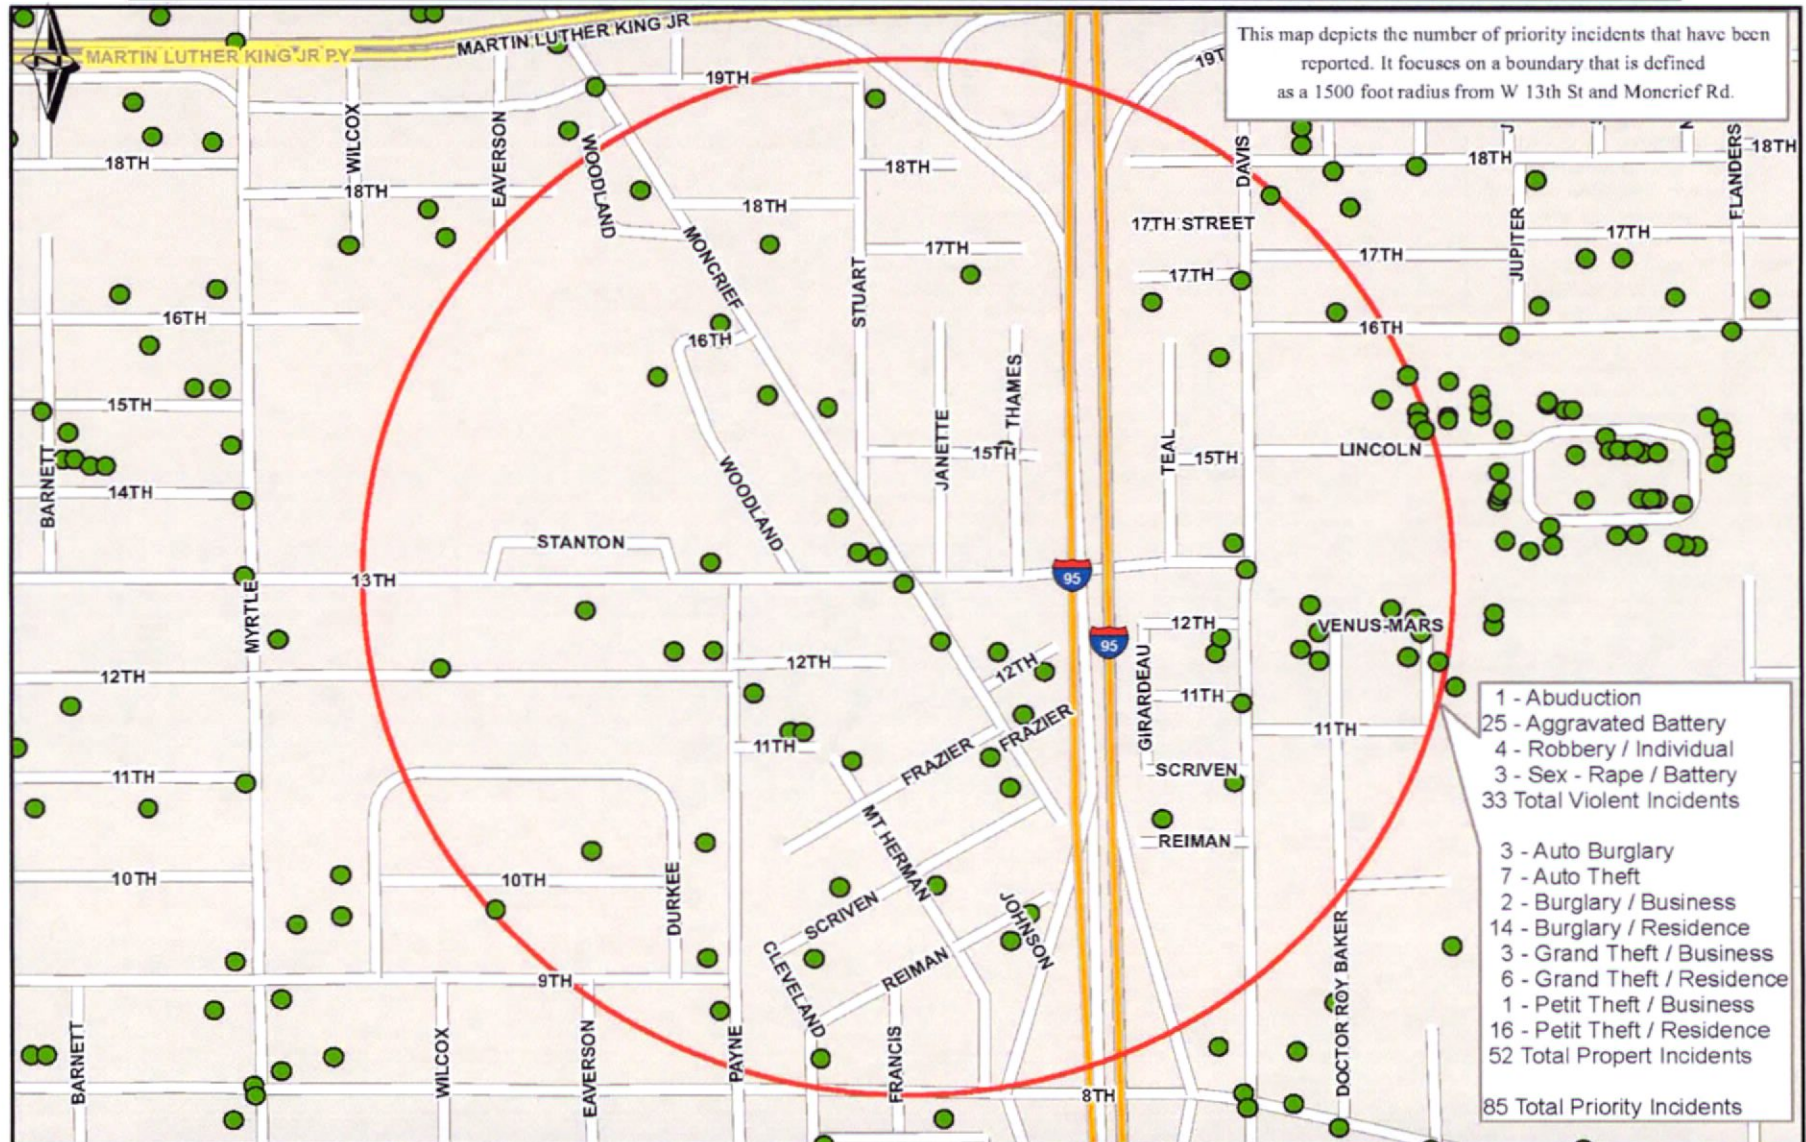 MARTIN LUTHER KING JR PY
MARTIN LUTHER KING JR
This map depicts the number of priority incidents that have been
reported. It focuses on a boundary that is defined
as a 1500 foot radius from W 13th St and Moncrief Rd.
19TH
19T
WILCOX
EAVERSON
WOODLAND
DAVIS
FLANDERS
18TH
18TH
18TH
18TH
18TH
18TH
17TH STREET
17TH
17TH
17TH
17TH
JUPITER
MONCRIEF
STUART
16TH
16TH
16TH
15TH
JANETTE
THAMES
15TH
TEAL
15TH
LINCOLN
BARNETT
14TH
WOODLAND
STANTON
13TH
95
95
MYRTLE
12TH
VENUS-MARS
12TH
12TH
12TH
GIRARDEAU
11TH
11TH
11TH
11TH
FRAZIER
FRAZIER
SCRIVEN
REIMAN
MT HERMAN
10TH
10TH
DURKEE
SCRIVEN
JOHNSON
CLEVELAND
REIMAN
9TH
DOCTOR ROY BAKER
BARNETT
WILCOX
EAVERSON
PAYNE
FRANCIS
8TH
1 - Abuduction
25 - Aggravated Battery
4 - Robbery / Individual
3 - Sex - Rape / Battery
33 Total Violent Incidents
3 - Auto Burglary
7 - Auto Theft
2 - Burglary / Business
14 - Burglary / Residence
3 - Grand Theft / Business
6 - Grand Theft / Residence
1 - Petit Theft / Business
16 - Petit Theft / Residence
52 Total Propert Incidents
85 Total Priority Incidents